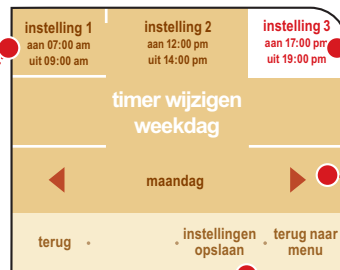 instelling 1
aan 07:00 am
uit 09:00 am
instelling 2
aan 12:00 pm
uit 14:00 pm
instelling 3
aan 17:00 pm
uit 19:00 pm
timer wijzigen
weekdag
maandag
terug
instellingen
opslaan
terug naar
menu